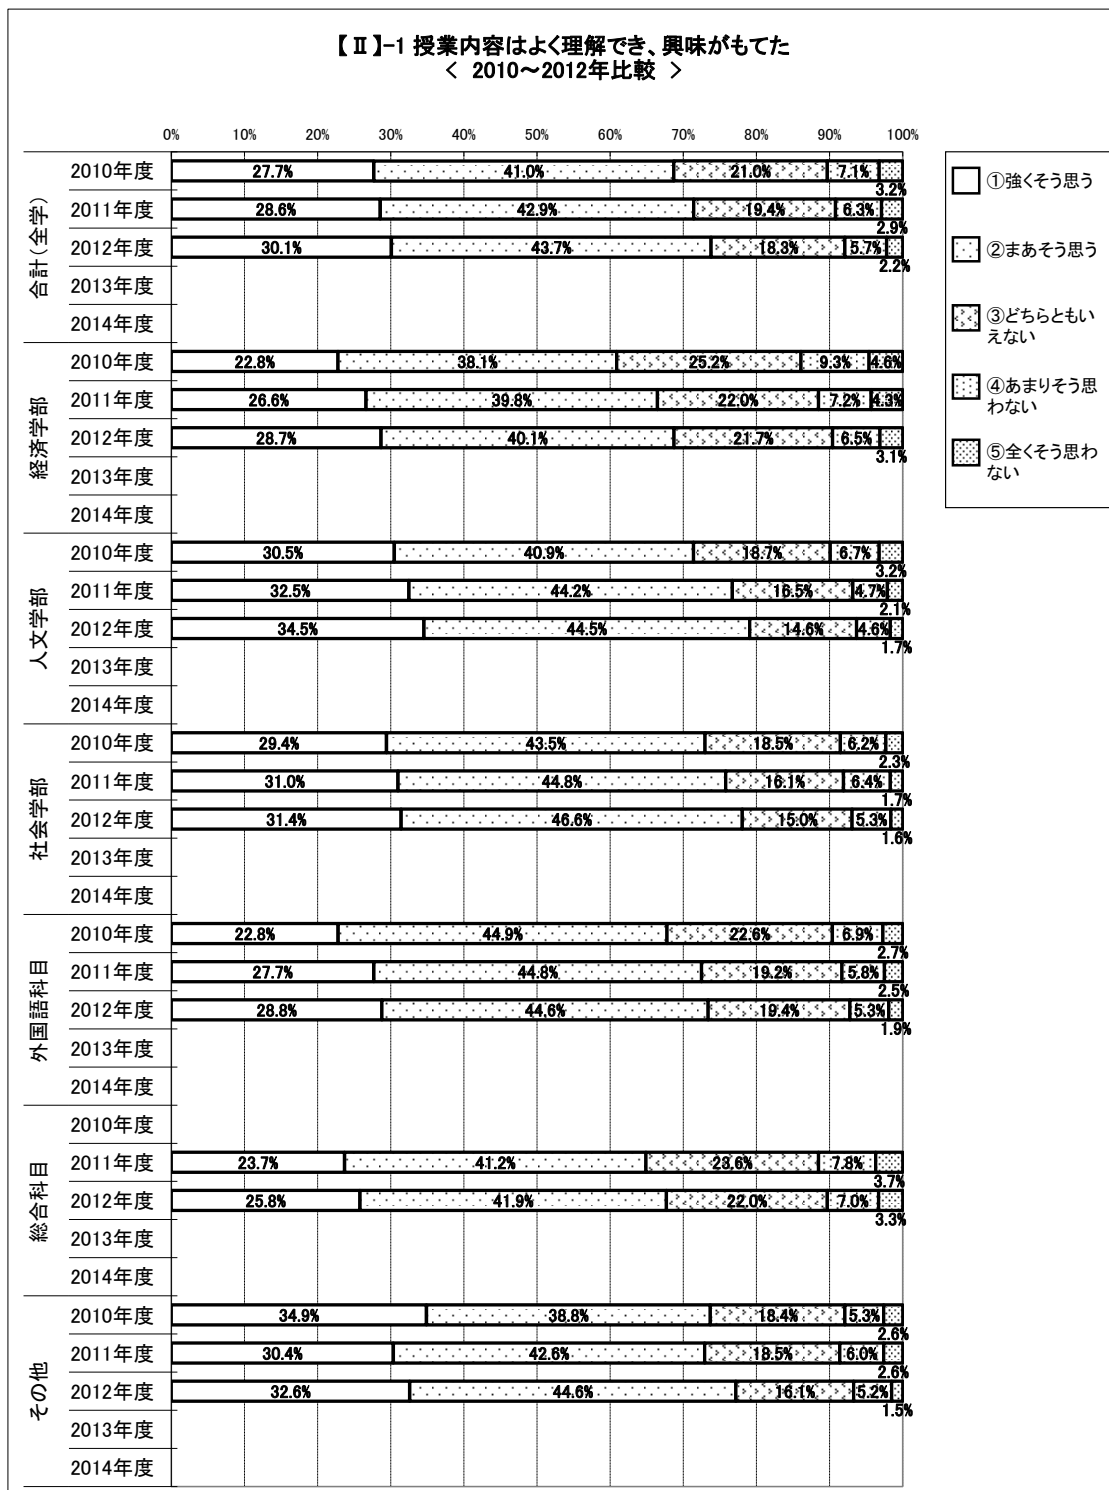 【Ⅱ】-1 授業内容はよく理解でき、興味がもてた
< 2010～2012年比較 >
0% 10% 20% 30% 40% 50% 60% 70% 80% 90% 100%
合計(全学)
2010年度 27.7% 41.0% 21.0% 7.1% 3.2%
2011年度 28.6% 42.9% 19.4% 6.3% 2.9%
2012年度 30.1% 43.7% 18.3% 5.7% 2.2%
2013年度
2014年度
経済学部
2010年度 22.8% 38.1% 25.2% 9.3% 4.6%
2011年度 26.6% 39.8% 22.0% 7.2% 4.3%
2012年度 28.7% 40.1% 21.7% 6.5% 3.1%
2013年度
2014年度
人文学部
2010年度 30.5% 40.9% 18.7% 6.7% 3.2%
2011年度 32.5% 44.2% 16.5% 4.7% 2.1%
2012年度 34.5% 44.5% 14.6% 4.6% 1.7%
2013年度
2014年度
社会学部
2010年度 29.4% 43.5% 18.5% 6.2% 2.3%
2011年度 31.0% 44.8% 16.1% 6.4% 1.7%
2012年度 31.4% 46.6% 15.0% 5.3% 1.6%
2013年度
2014年度
外国語科目
2010年度 22.8% 44.9% 22.6% 6.9% 2.7%
2011年度 27.7% 44.8% 19.2% 5.8% 2.5%
2012年度 28.8% 44.6% 19.4% 5.3% 1.9%
2013年度
2014年度
総合科目
2010年度
2011年度 23.7% 41.2% 23.6% 7.8% 3.7%
2012年度 25.8% 41.9% 22.0% 7.0% 3.3%
2013年度
2014年度
その他
2010年度 34.9% 38.8% 18.4% 5.3% 2.6%
2011年度 30.4% 42.6% 18.5% 6.0% 2.6%
2012年度 32.6% 44.6% 16.1% 5.2% 1.5%
2013年度
2014年度
①強くそう思う
②まあそう思う
③どちらともい
えない
④あまりそう思
わない
⑤全くそう思わ
ない